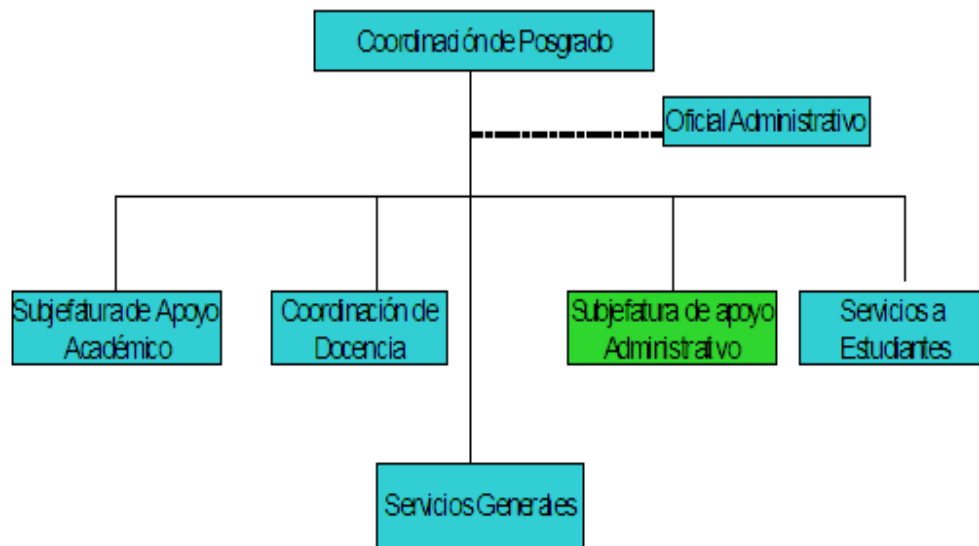 Coordinación de Posgrado
Oficial Administrativo
Subjefatura de Apoyo
Académico
Coordinación de
Docencia
Subjefatura de apoyo
Administrativo
Servicios a
Estudiantes
Servicios Generales